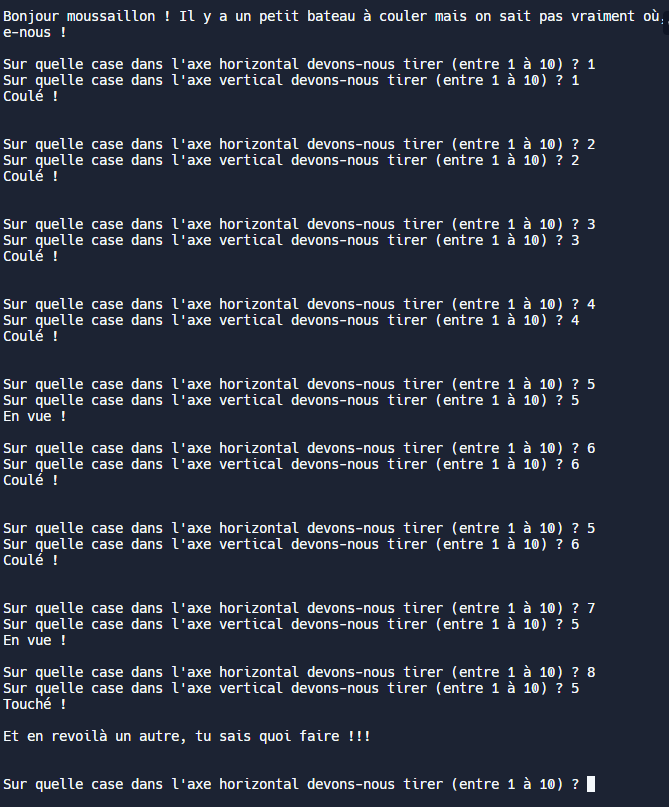 Bonjour moussaillon ! Il y a un petit bateau à couler mais on sait pas vraiment où,
e-nous !
Sur quelle case dans l'axe horizontal devons-nous tirer (entre 1 à 10) ? 1
Sur quelle case dans l'axe vertical devons-nous tirer (entre 1 à 10) ? 1
Coulé !
Sur quelle case dans l'axe horizontal devons-nous tirer (entre 1 à 10) ? 2
Sur quelle case dans l'axe vertical devons-nous tirer (entre 1 à 10) ? 2
Coulé !
Sur quelle case dans l'axe horizontal devons-nous tirer (entre 1 à 10) ? 3
Sur quelle case dans l'axe vertical devons-nous tirer (entre 1 à 10) ? 3
Coulé !
Sur quelle case dans l'axe horizontal devons-nous tirer (entre 1 à 10) ? 4
Sur quelle case dans l'axe vertical devons-nous tirer (entre 1 à 10) ? 4
Coulé !
Sur quelle case dans l'axe horizontal devons-nous tirer (entre 1 à 10) ? 5
Sur quelle case dans l'axe vertical devons-nous tirer (entre 1 à 10) ? 5
En vue !
Sur quelle case dans l'axe horizontal devons-nous tirer (entre 1 à 10) ? 6
Sur quelle case dans l'axe vertical devons-nous tirer (entre 1 à 10) ? 6
Coulé !
Sur quelle case dans l'axe horizontal devons-nous tirer (entre 1 à 10) ? 5
Sur quelle case dans l'axe vertical devons-nous tirer (entre 1 à 10) ? 6
Coulé !
Sur quelle case dans l'axe horizontal devons-nous tirer (entre 1 à 10) ? 7
Sur quelle case dans l'axe vertical devons-nous tirer (entre 1 à 10) ? 5
En vue !
Sur quelle case dans l'axe horizontal devons-nous tirer (entre 1 à 10) ? 8
Sur quelle case dans l'axe vertical devons-nous tirer (entre 1 à 10) ? 5
Touché !
Et en revoilà un autre, tu sais quoi faire !!!
Sur quelle case dans l'axe horizontal devons-nous tirer (entre 1 à 10) ?